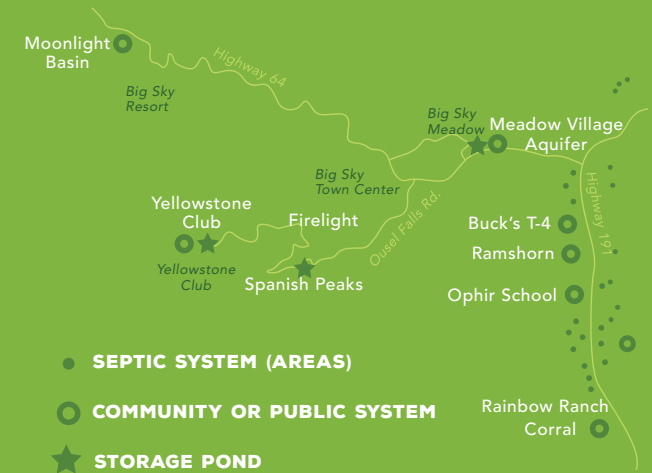 Moonlight
Basin
Highway 64
Big Sky
Resort
Big Sky
Meadow
Meadow Village
Aquifer
Big Sky
Town Center
Highway 191
Yellowstone
Club
Firelight
Ousel Falls Rd.
Buck's T-4
Ramshorn
Yellowstone
Club
Spanish Peaks
Ophir School
SEPTIC SYSTEM (AREAS)
COMMUNITY OR PUBLIC SYSTEM
Rainbow Ranch
Corral
STORAGE POND